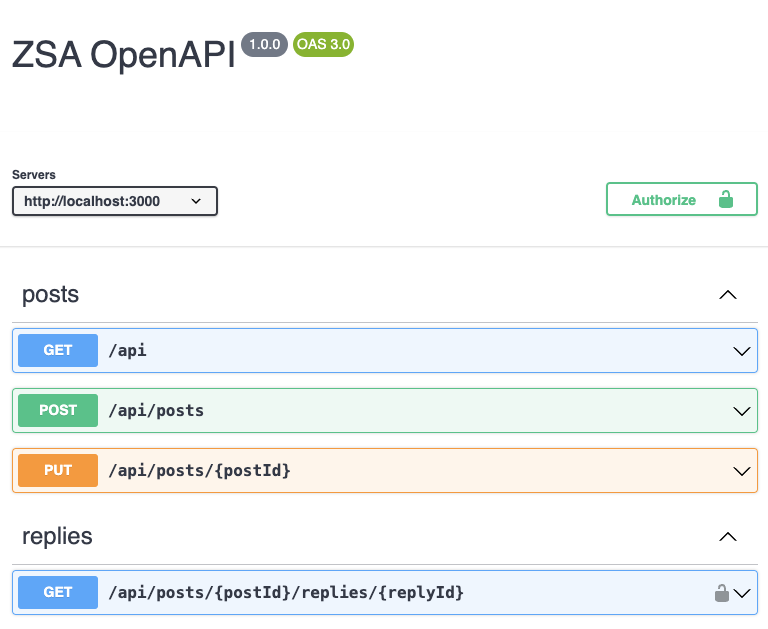 ZSA OpenAPI 1.0.0 OAS 3.0
Servers
http://localhost:3000
Authorize
posts
GET /api
POST /api/posts
PUT /api/posts/{postId}
replies
GET /api/posts/{postId}/replies/{replyId}